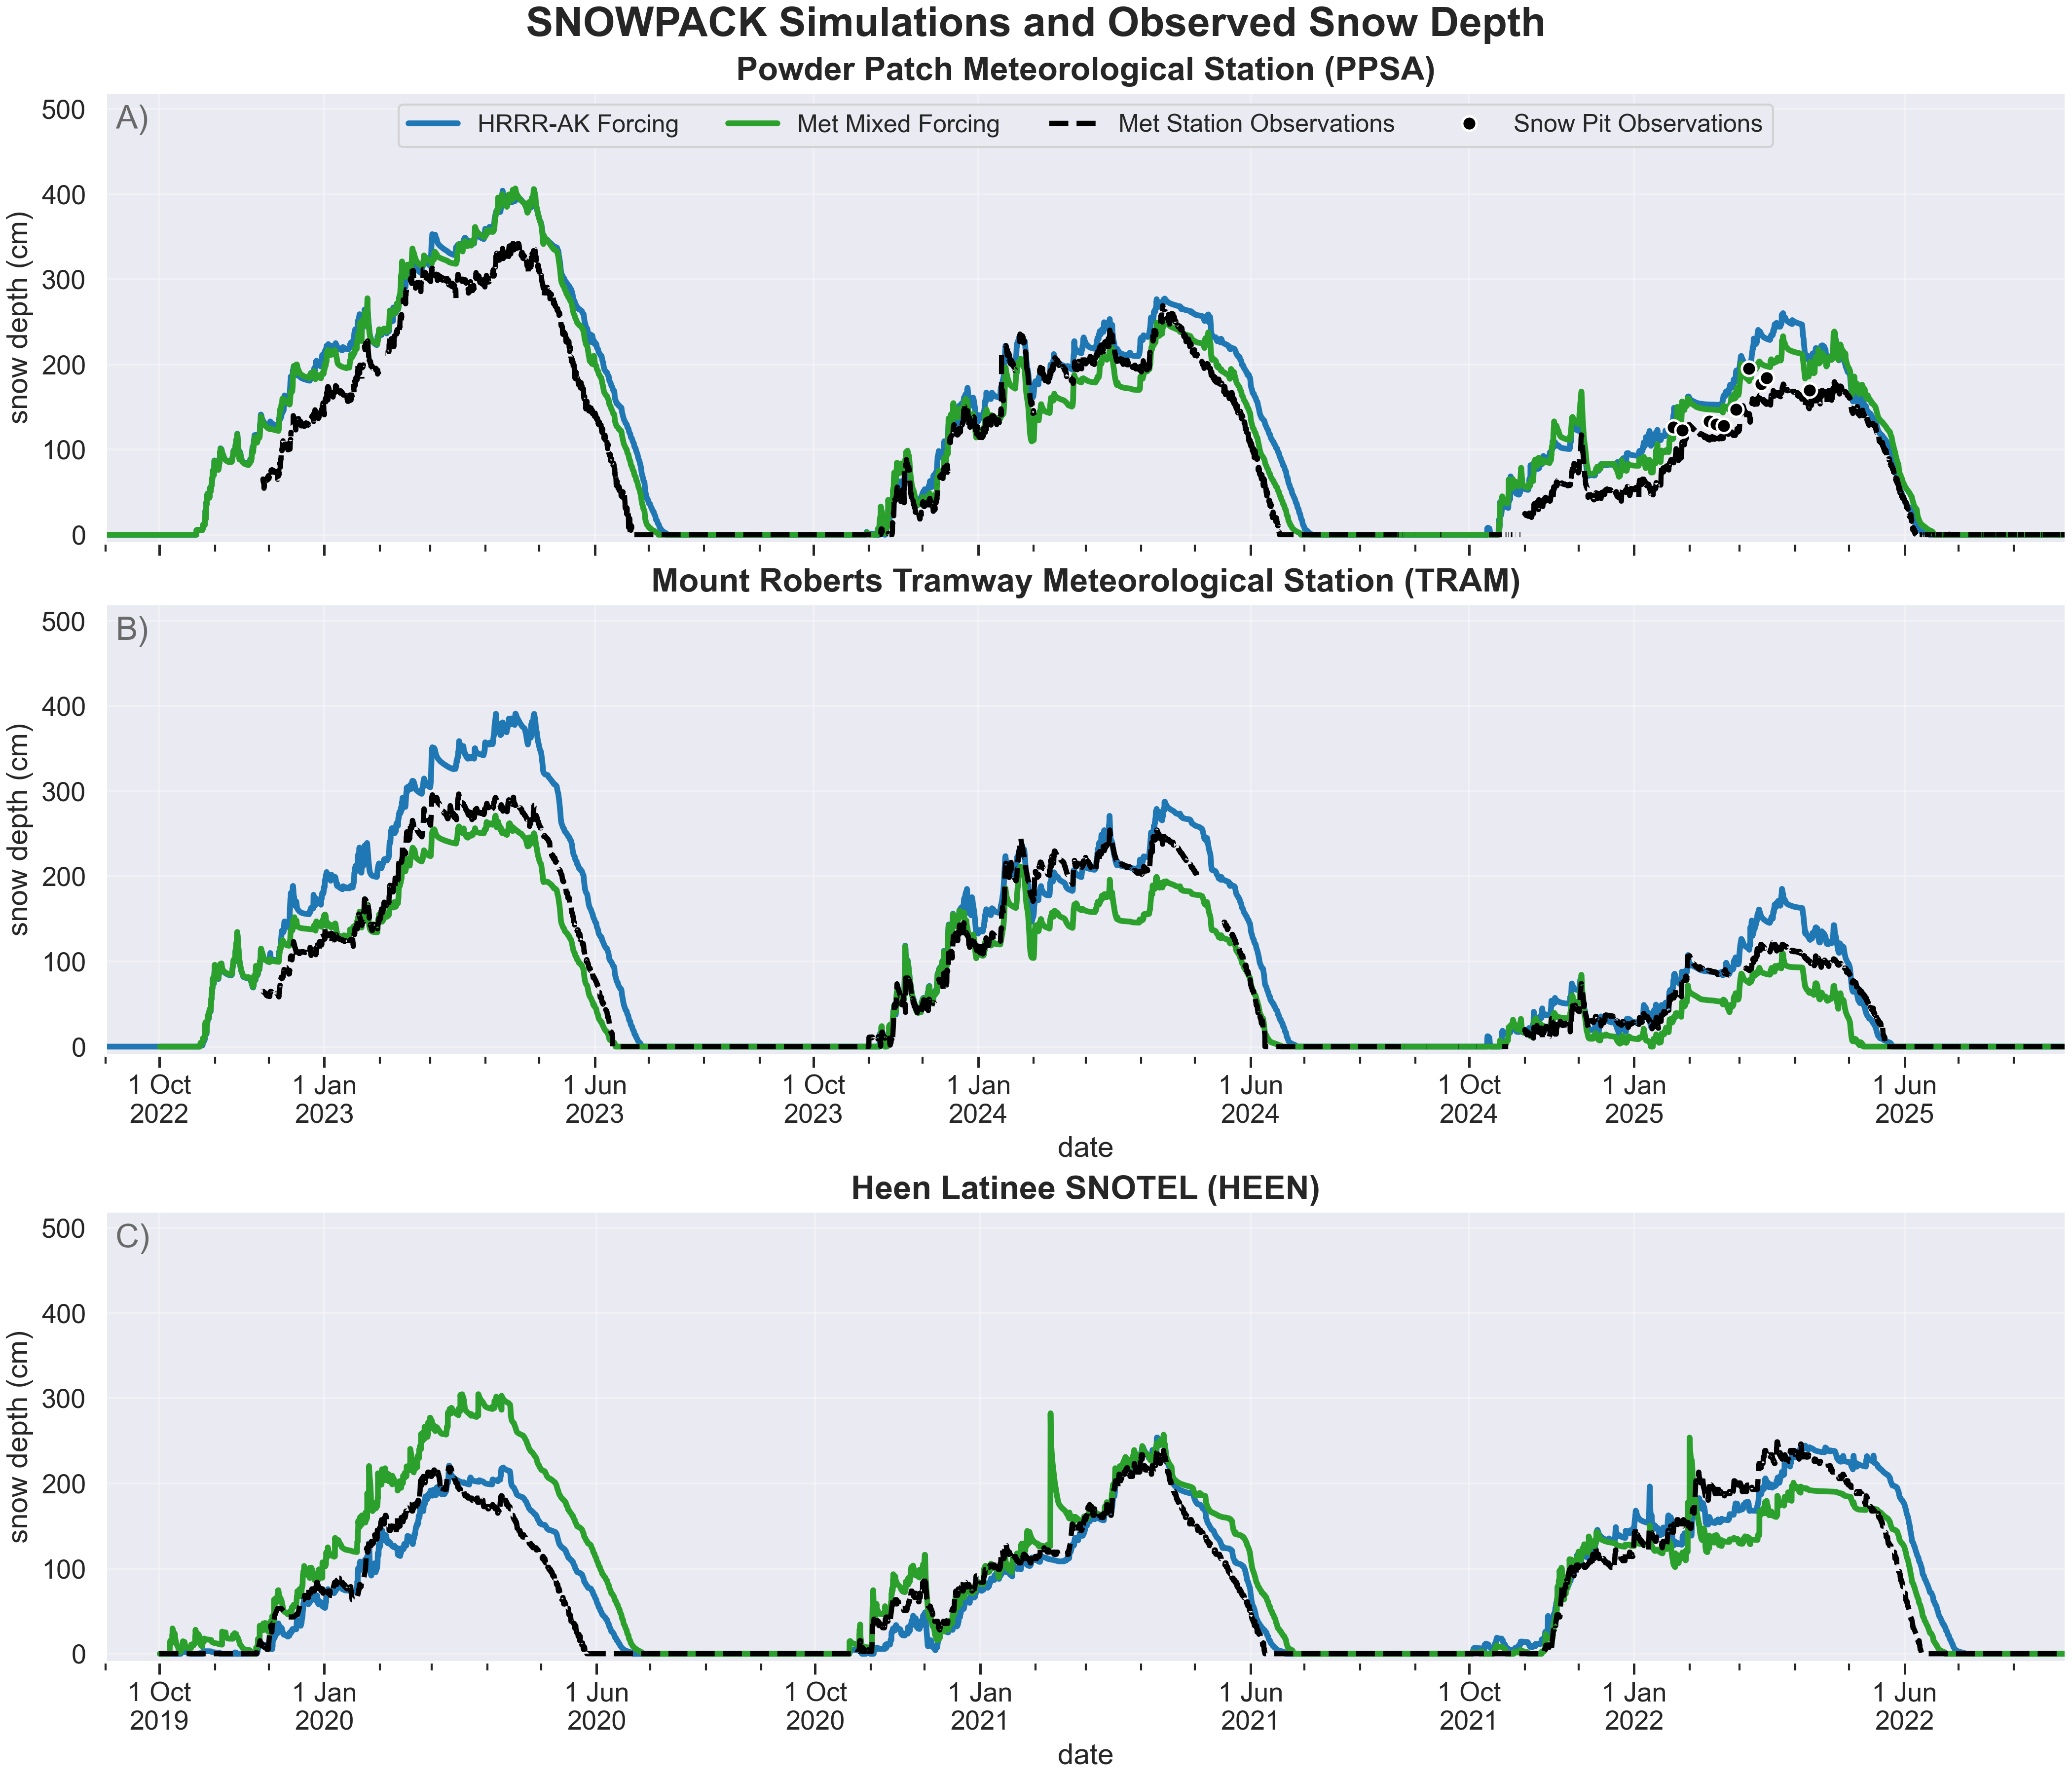 SNOWPACK Simulations and Observed Snow Depth
Powder Patch Meteorological Station (PPSA)
A)
HRRR-AK Forcing
Met Mixed Forcing
Met Station Observations
Snow Pit Observations
500
400
300
200
100
0
snow depth (cm)
Mount Roberts Tramway Meteorological Station (TRAM)
B)
500
400
300
200
100
0
snow depth (cm)
1 Oct 1 Jan 1 Jun 1 Oct 1 Jan 1 Jun 1 Oct 1 Jan 1 Jun
2022 2023 2023 2023 2024 2024 2024 2025 2025
date
Heen Latinee SNOTEL (HEEN)
C)
500
400
300
200
100
0
snow depth (cm)
1 Oct 1 Jan 1 Jun 1 Oct 1 Jan 1 Jun 1 Oct 1 Jan 1 Jun
2019 2020 2020 2020 2021 2021 2021 2022 2022
date